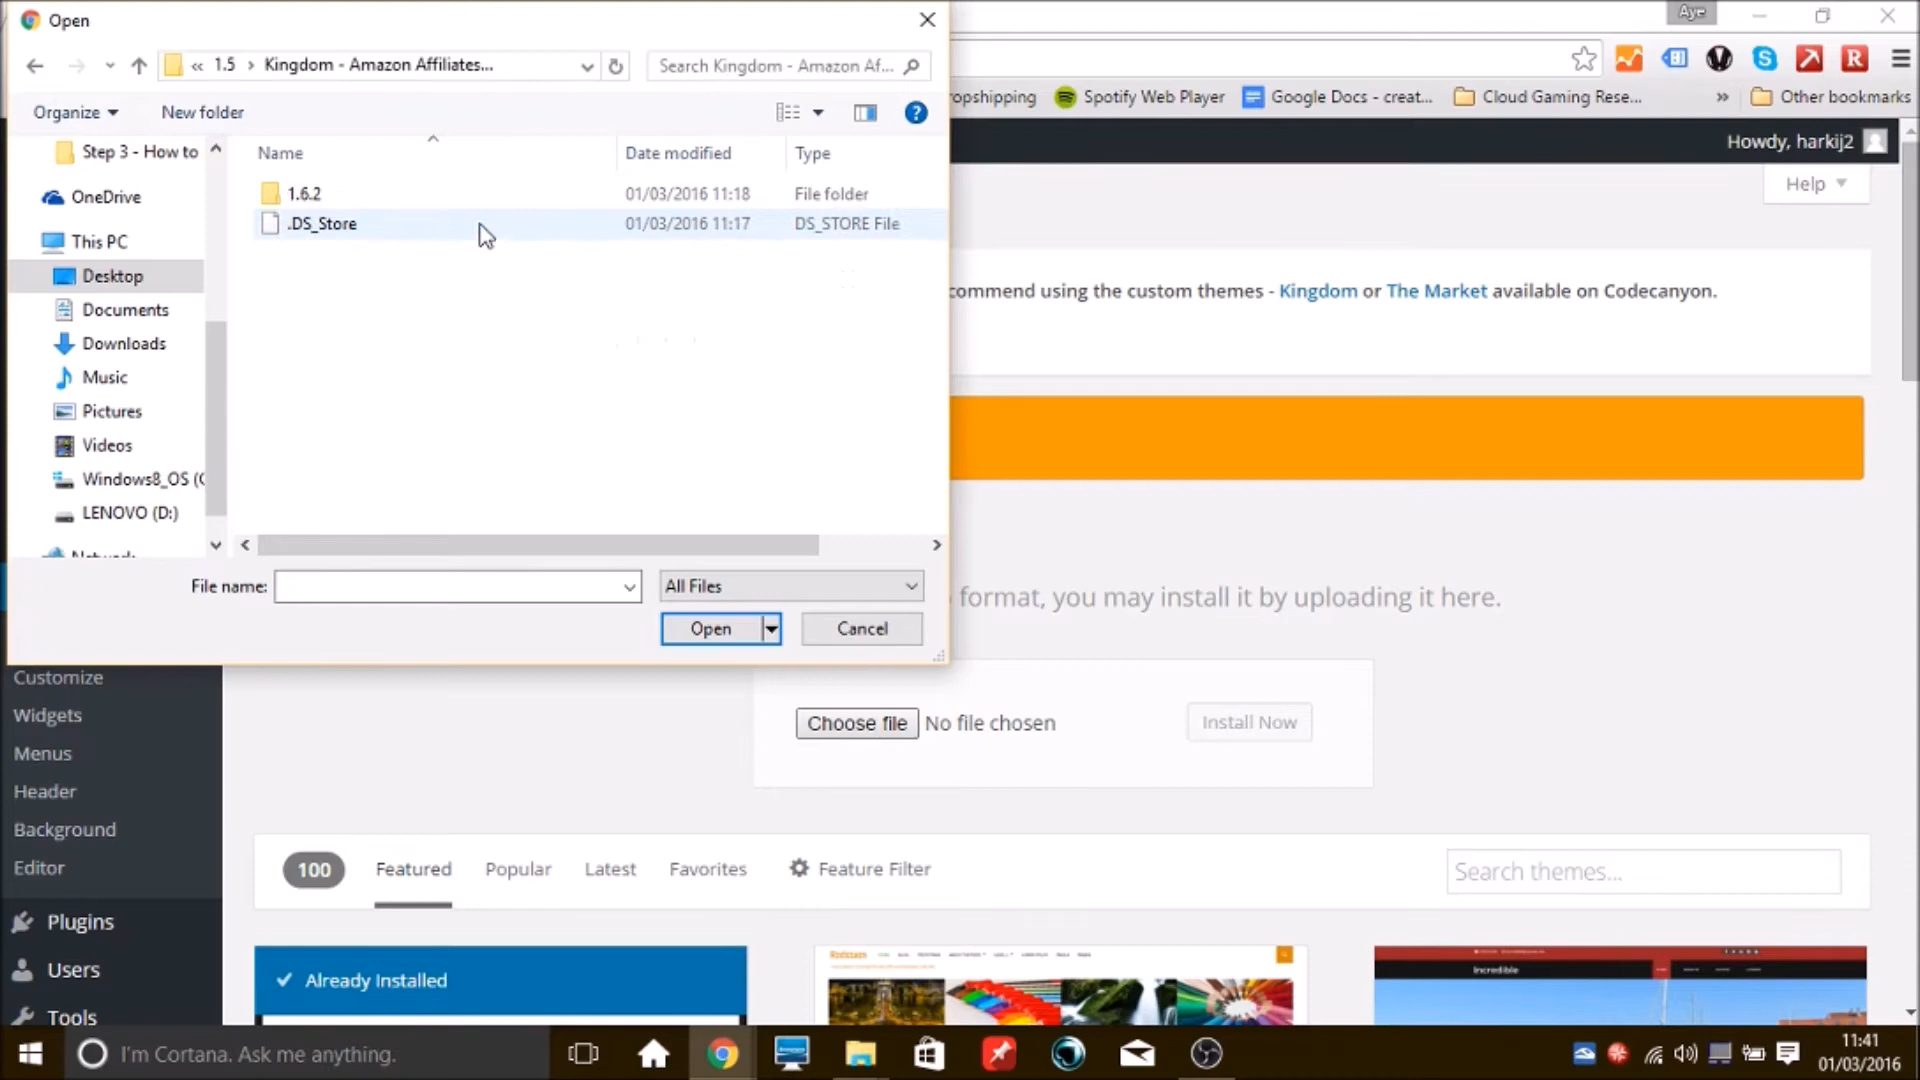 Open
Aye
« 1.5 › Kingdom - Amazon Affiliates...
Search Kingdom - Amazon Af...
Organize
New folder
opshipping
Spotify Web Player
Google Docs - creat...
Cloud Gaming Rese...
»
Other bookmarks
Howdy, harkij2
Help
Name
Date modified
Type
1.6.2
01/03/2016 11:18
File folder
.DS_Store
01/03/2016 11:17
DS_STORE File
Step 3 - How to
OneDrive
This PC
Desktop
Documents
Downloads
Music
Pictures
Videos
Windows8_OS (C
LENOVO (D:)
Network
commend using the custom themes - Kingdom or The Market available on Codecanyon.
File name:
All Files
Open
Cancel
format, you may install it by uploading it here.
Choose file
No file chosen
Install Now
Customize
Widgets
Menus
Header
Background
Editor
Plugins
Users
Tools
100
Featured
Popular
Latest
Favorites
Feature Filter
Search themes...
Already Installed
Incredible
I'm Cortana. Ask me anything.
11:41
01/03/2016